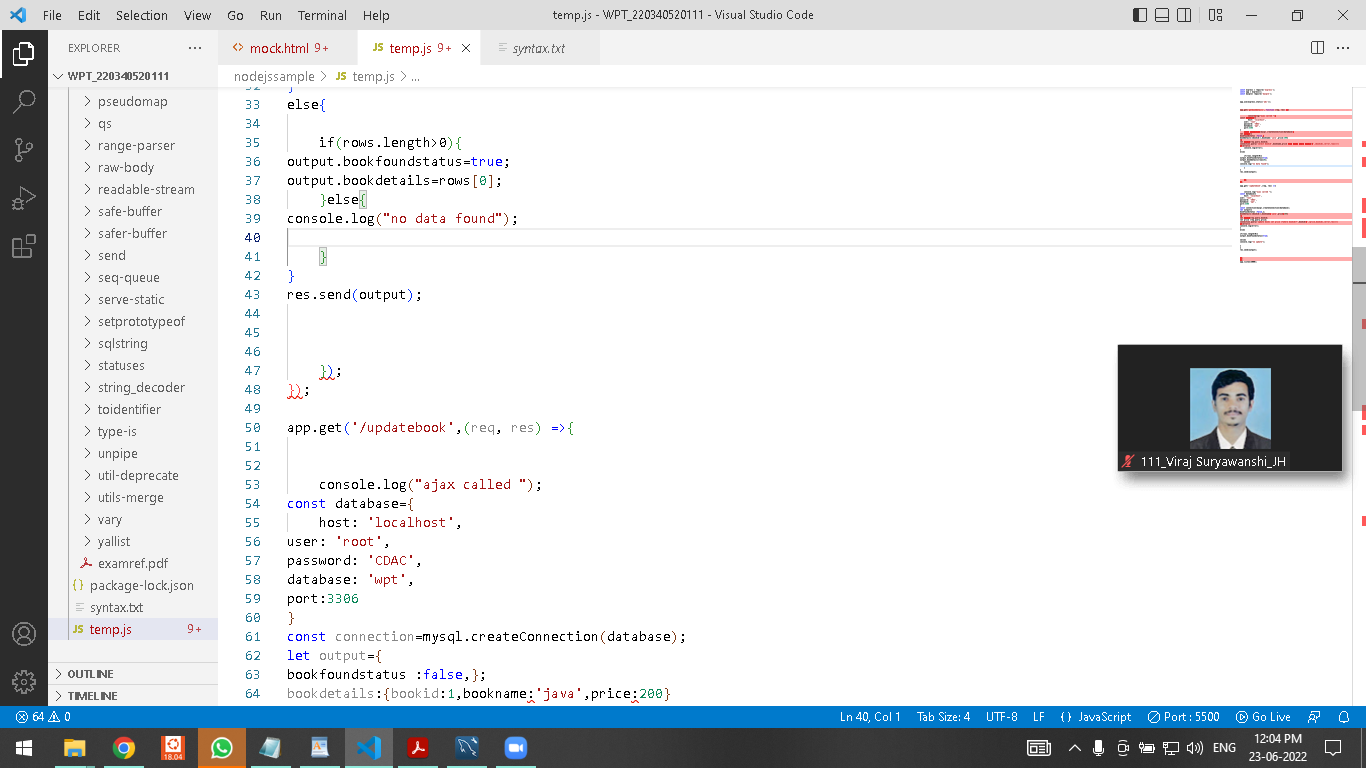 File Edit Selection View Go Run Terminal Help
temp.js - WPT_220340520111 - Visual Studio Code
EXPLORER
mock.html 9+
JS temp.js 9+
syntax.txt
WPT_220340520111
nodejssample > JS temp.js > ...
pseudomap
qs
range-parser
raw-body
readable-stream
safe-buffer
safer-buffer
send
seq-queue
serve-static
setprototypeof
sqlstring
statuses
string_decoder
toidentifier
type-is
unpipe
util-deprecate
utils-merge
vary
yallist
examref.pdf
{} package-lock.json
syntax.txt
JS temp.js 9+
OUTLINE
TIMELINE
32 }
33 else{
34
35 if(rows.length>0){
36 output.bookfoundstatus=true;
37 output.bookdetails=rows[0];
38 }else{
39 console.log("no data found");
40
41 }
42 }
43 res.send(output);
44
45
46
47 });
48 });
49
50 app.get('/updatebook',(req, res) =>{
51
52
53 console.log("ajax called ");
54 const database={
55 host: 'localhost',
56 user: 'root',
57 password: 'CDAC',
58 database: 'wpt',
59 port:3306
60 }
61 const connection=mysql.createConnection(database);
62 let output={
63 bookfoundstatus :false,};
64 bookdetails:{bookid:1,bookname:'java',price:200}
111_Viraj Suryawanshi_JH
64 0
Ln 40, Col 1 Tab Size: 4 UTF-8 LF {} JavaScript Port : 5500 Go Live
18.04
ENG
12:04 PM
23-06-2022